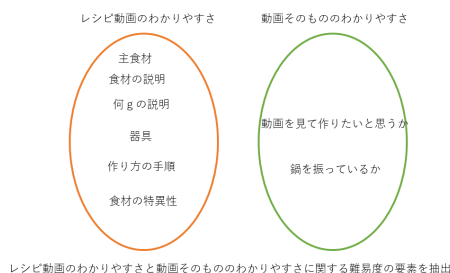 レシピ動画のわかりやすさ
動画そのもののわかりやすさ
主食材
食材の説明
何ｇの説明
器具
作り方の手順
食材の特異性
動画を見て作りたいと思うか
鍋を振っているか
レシピ動画のわかりやすさと動画そのもののわかりやすさに関する難易度の要素を抽出